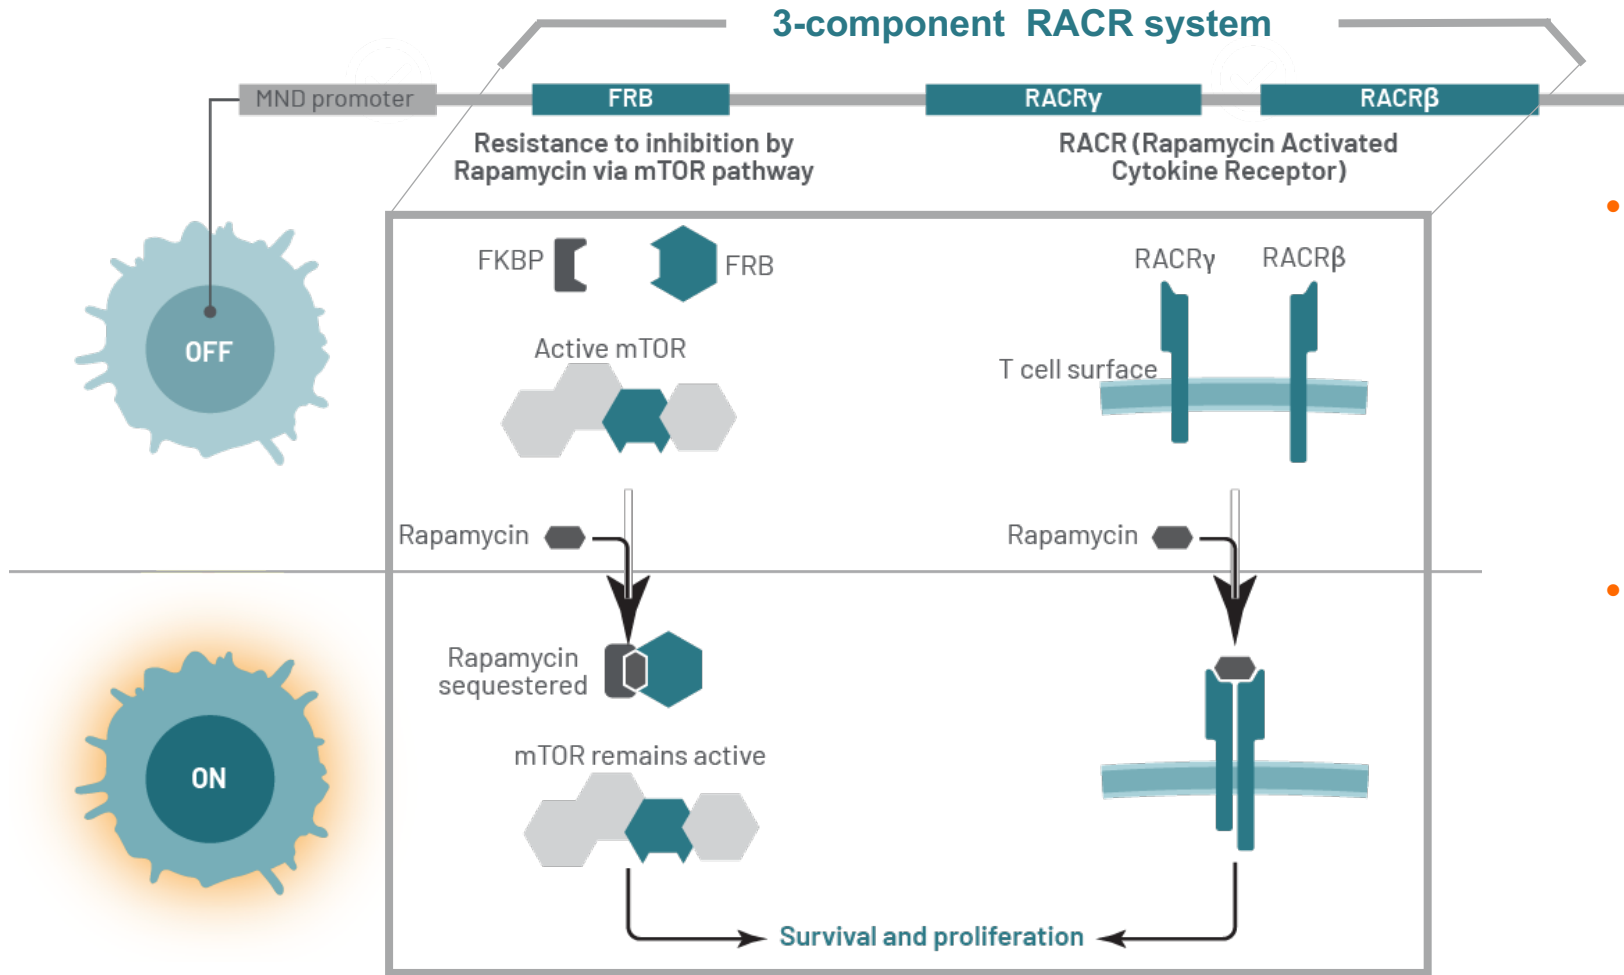 3-component RACR system
MND promoter
FRB
RACRγ
RACRβ
Resistance to inhibition by
Rapamycin via mTOR pathway
RACR (Rapamycin Activated
Cytokine Receptor)
OFF
FKBP
FRB
Active mTOR
RACRγ
RACRβ
T cell surface
Rapamycin
Rapamycin
ON
Rapamycin
sequestered
mTOR remains active
Survival and proliferation